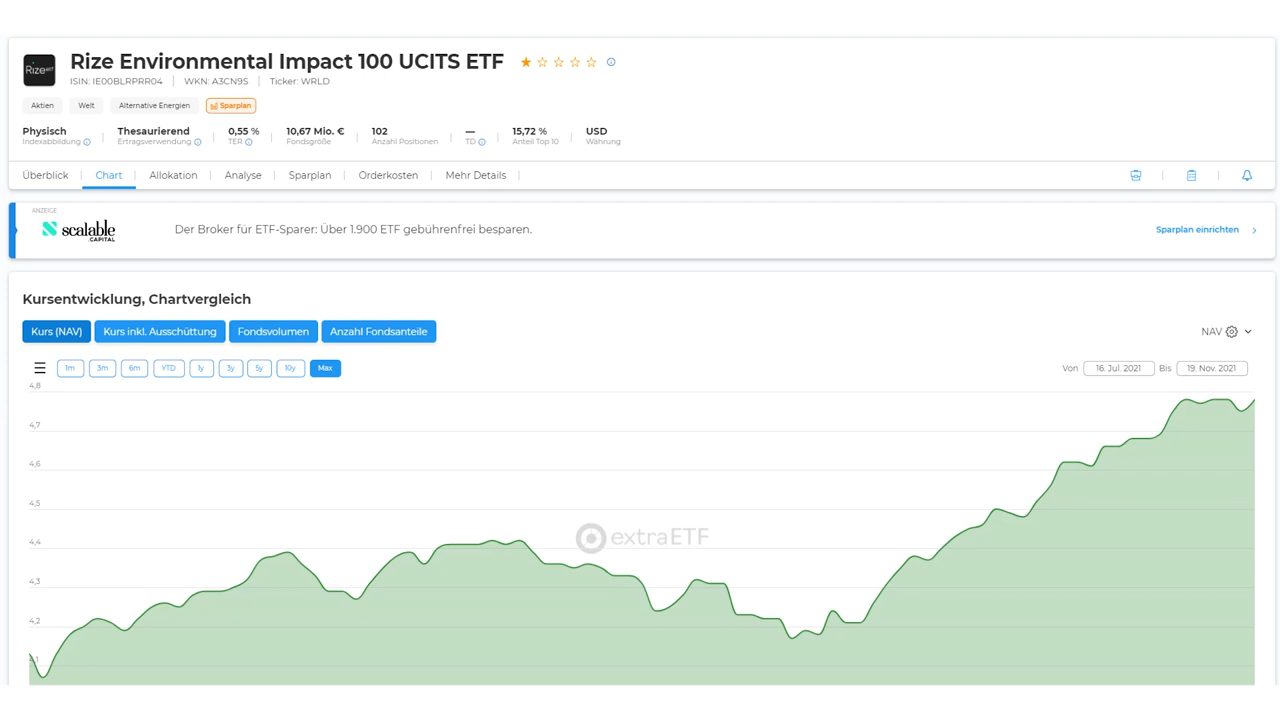 Rize ETF
Rize Environmental Impact 100 UCITS ETF
ISIN: IE00BLRPRR04 WKN: A3CN9S Ticker: WRLD
Aktien Welt Alternative Energien Sparplan
Physisch Thesaurierend 0,55 % 10,67 Mio. € 102 — 15,72 % USD
Indexabbildung Ertragsverwendung TER Fondsgröße Anzahl Positionen TD Anteil Top 10 Währung
Überblick Chart Allokation Analyse Sparplan Orderkosten Mehr Details
ANZEIGE
scalable CAPITAL
Der Broker für ETF-Sparer: Über 1.900 ETF gebührenfrei besparen.
Sparplan einrichten
Kursentwicklung, Chartvergleich
Kurs (NAV) Kurs inkl. Ausschüttung Fondsvolumen Anzahl Fondsanteile NAV
1m 3m 6m YTD 1y 3y 5y 10y Max Von 16. Jul. 2021 Bis 19. Nov. 2021
4,8
4,7
4,6
4,5
4,4
extraETF
4,3
4,2
4,1